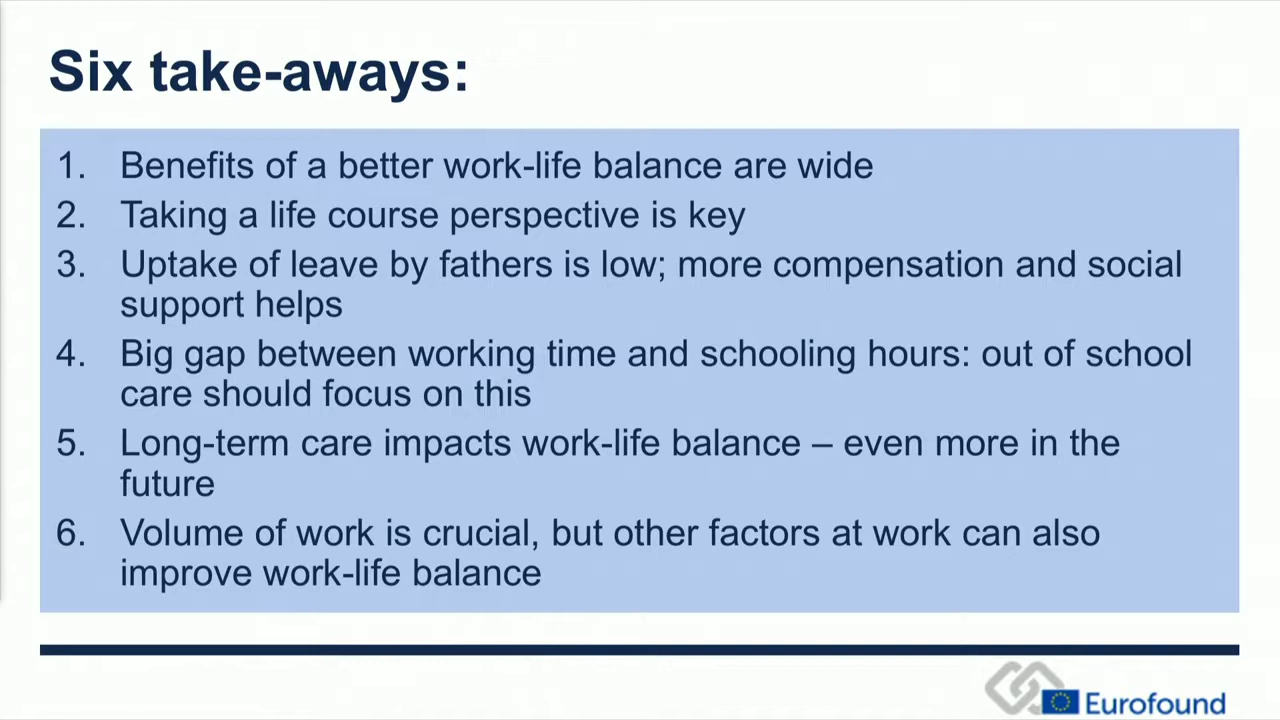 Six take-aways:
1. Benefits of a better work-life balance are wide
2. Taking a life course perspective is key
3. Uptake of leave by fathers is low; more compensation and social
support helps
4. Big gap between working time and schooling hours: out of school
care should focus on this
5. Long-term care impacts work-life balance – even more in the
future
6. Volume of work is crucial, but other factors at work can also
improve work-life balance
Eurofound